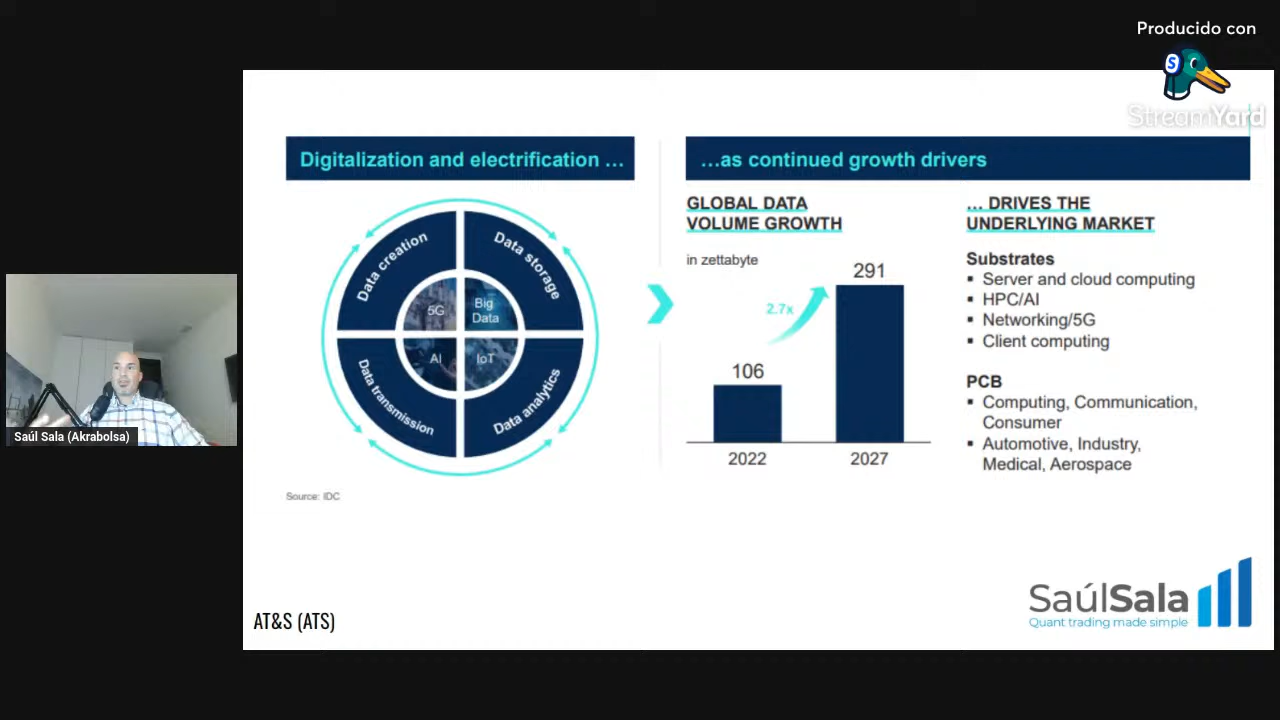 Producido con
StreamYard
Digitalization and electrification ...
...as continued growth drivers
Data creation
Data storage
Data transmission
Data analytics
5G
Big
Data
AI
IoT
GLOBAL DATA
VOLUME GROWTH
in zettabyte
2.7x
106
291
2022
2027
... DRIVES THE
UNDERLYING MARKET
Substrates
▪ Server and cloud computing
▪ HPC/AI
▪ Networking/5G
▪ Client computing
PCB
▪ Computing, Communication,
Consumer
▪ Automotive, Industry,
Medical, Aerospace
Source: IDC
Saúl Sala (Akrabolsa)
AT&S (ATS)
SaúlSala
Quant trading made simple